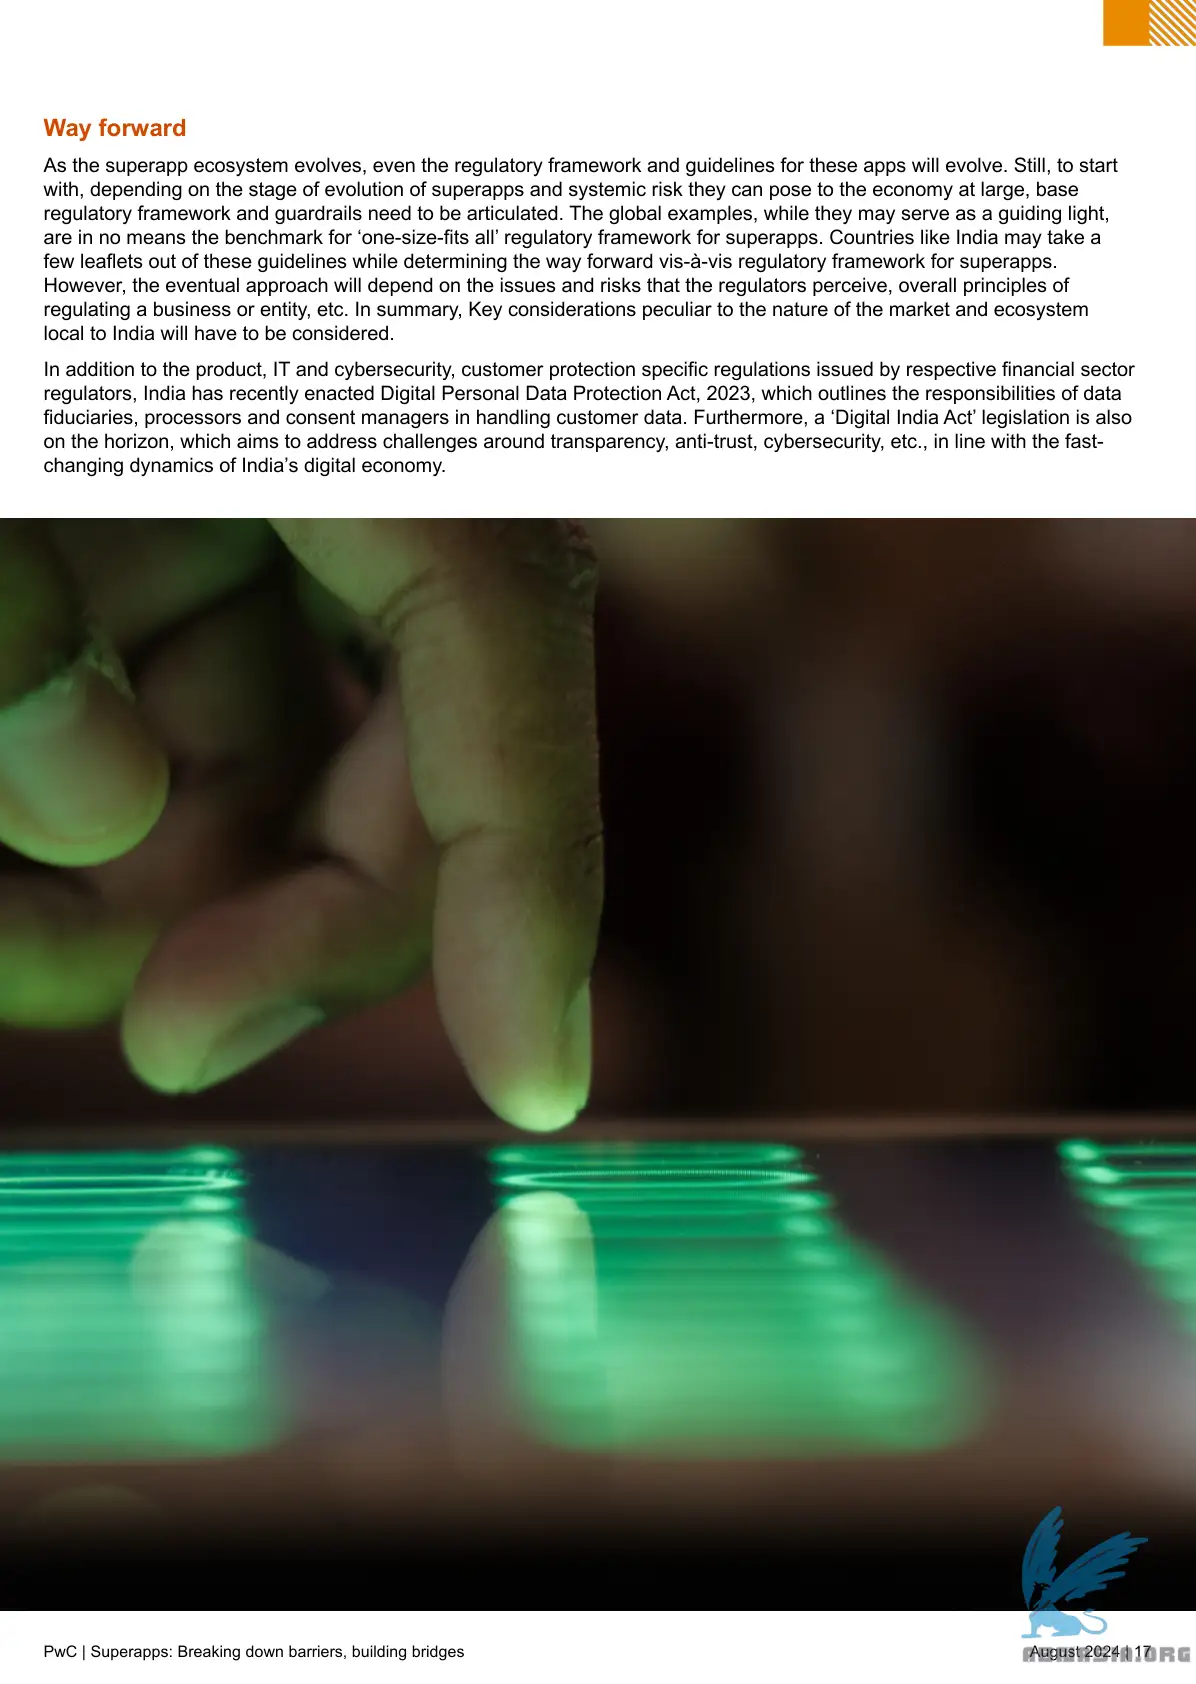 Way forward
As the superapp ecosystem evolves, even the regulatory framework and guidelines for these apps will evolve. Still, to start
with, depending on the stage of evolution of superapps and systemic risk they can pose to the economy at large, base
regulatory framework and guardrails need to be articulated. The global examples, while they may serve as a guiding light,
are in no means the benchmark for ‘one-size-fits all’ regulatory framework for superapps. Countries like India may take a
few leaflets out of these guidelines while determining the way forward vis-à-vis regulatory framework for superapps.
However, the eventual approach will depend on the issues and risks that the regulators perceive, overall principles of
regulating a business or entity, etc. In summary, Key considerations peculiar to the nature of the market and ecosystem
local to India will have to be considered.
In addition to the product, IT and cybersecurity, customer protection specific regulations issued by respective financial sector
regulators, India has recently enacted Digital Personal Data Protection Act, 2023, which outlines the responsibilities of data
fiduciaries, processors and consent managers in handling customer data. Furthermore, a ‘Digital India Act’ legislation is also
on the horizon, which aims to address challenges around transparency, anti-trust, cybersecurity, etc., in line with the fast-
changing dynamics of India’s digital economy.
PwC | Superapps: Breaking down barriers, building bridges
August 2024 | 17